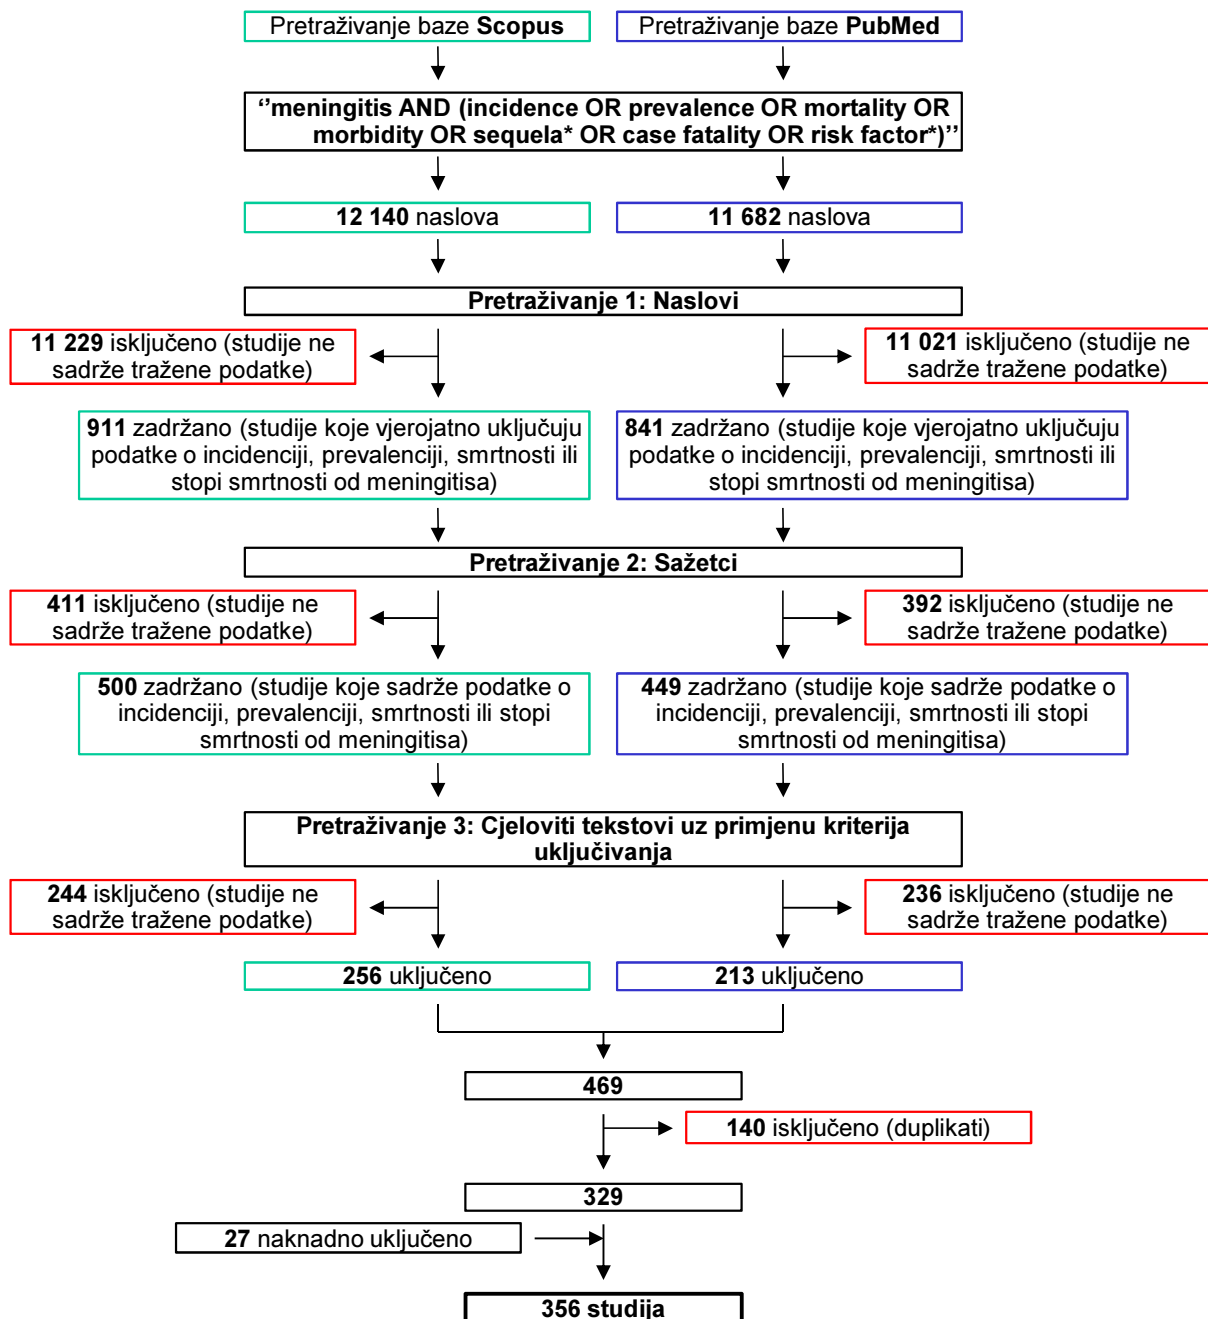 Pretraživanje baze Scopus
Pretraživanje baze PubMed
‘’meningitis AND (incidence OR prevalence OR mortality OR
morbidity OR sequela* OR case fatality OR risk factor*)’’
12 140 naslova
11 682 naslova
Pretraživanje 1: Naslovi
11 229 isključeno (studije ne
sadrže tražene podatke)
11 021 isključeno (studije ne
sadrže tražene podatke)
911 zadržano (studije koje vjerojatno uključuju
podatke o incidenciji, prevalenciji, smrtnosti ili
stopi smrtnosti od meningitisa)
841 zadržano (studije koje vjerojatno uključuju
podatke o incidenciji, prevalenciji, smrtnosti ili
stopi smrtnosti od meningitisa)
Pretraživanje 2: Sažetci
411 isključeno (studije ne
sadrže tražene podatke)
392 isključeno (studije ne
sadrže tražene podatke)
500 zadržano (studije koje sadrže podatke o
incidenciji, prevalenciji, smrtnosti ili stopi
smrtnosti od meningitisa)
449 zadržano (studije koje sadrže podatke o
incidenciji, prevalenciji, smrtnosti ili stopi
smrtnosti od meningitisa)
Pretraživanje 3: Cjeloviti tekstovi uz primjenu kriterija
uključivanja
244 isključeno (studije ne
sadrže tražene podatke)
236 isključeno (studije ne
sadrže tražene podatke)
256 uključeno
213 uključeno
469
140 isključeno (duplikati)
329
27 naknadno uključeno
356 studija